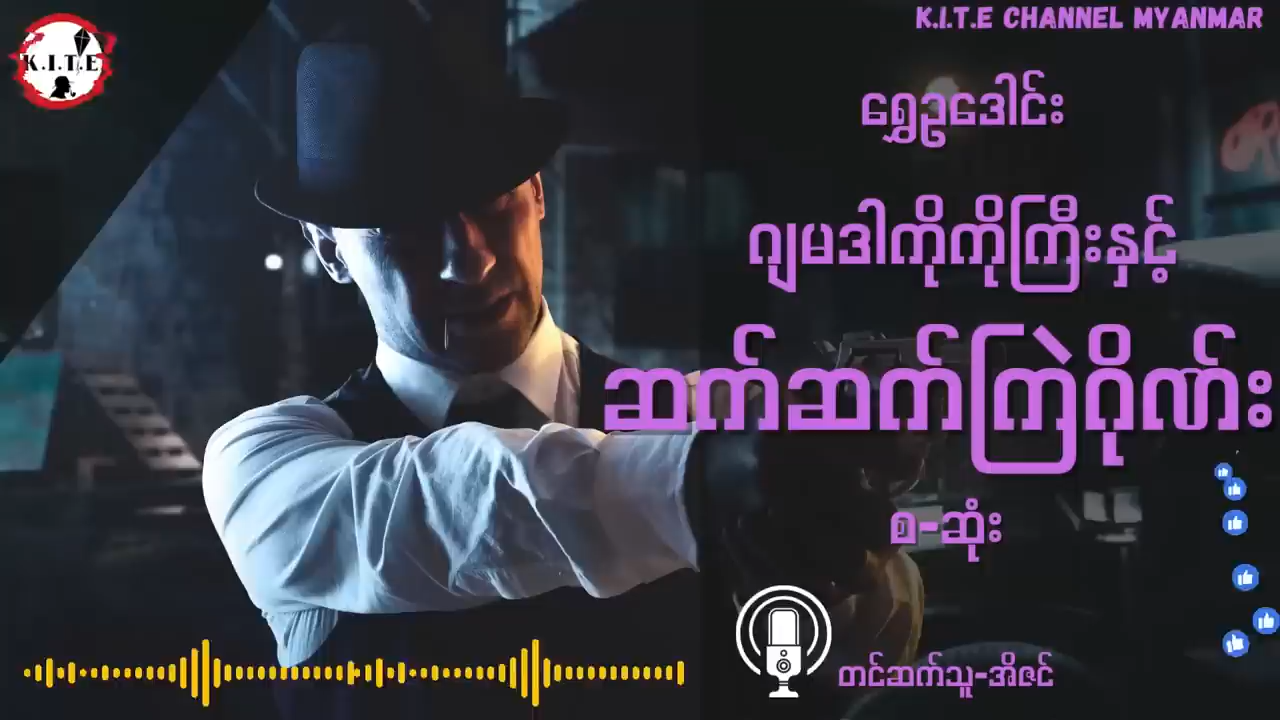 K.I.T.E
K.I.T.E CHANNEL MYANMAR
ရွှေဥဒေါင်း
ဂျမဒါကိုကိုကြီးနှင့်
ဆက်ဆက်ကြဲဂိုဏ်း
စ-ဆုံး
တင်ဆက်သူ-အိဇင်